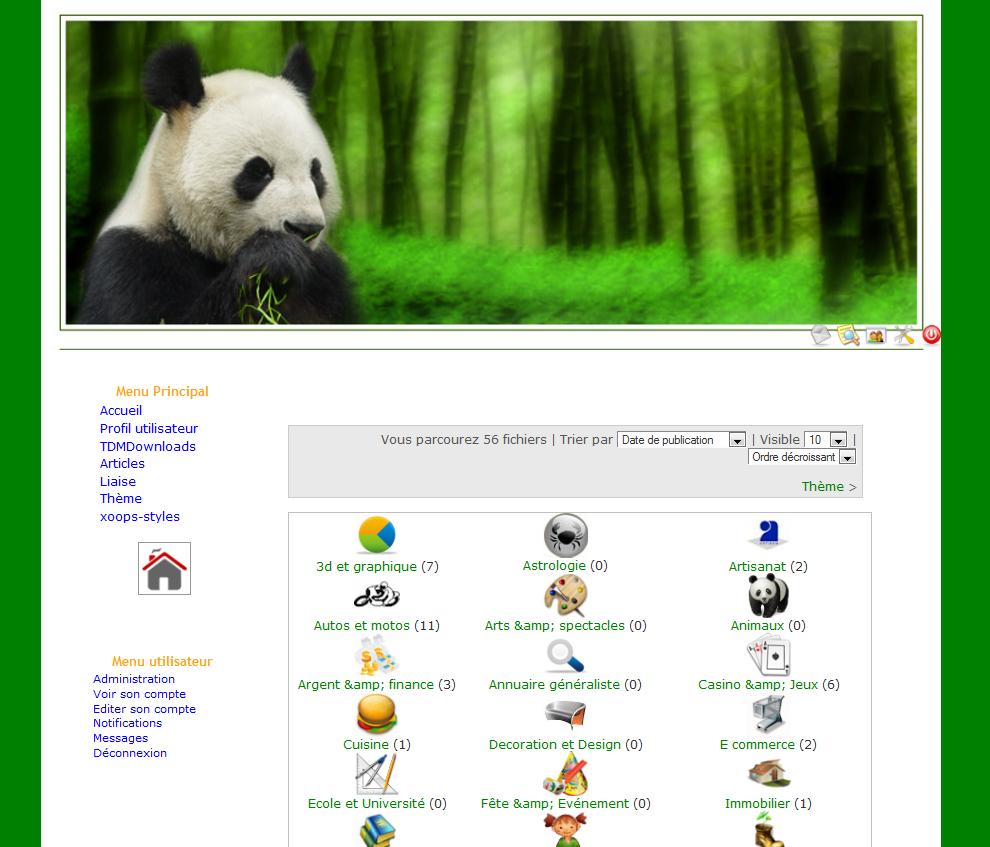 Menu Principal
Accueil
Profil utilisateur
TDMDownloads
Articles
Liaise
Thème
xoops-styles
Menu utilisateur
Administration
Voir son compte
Editer son compte
Notifications
Messages
Déconnexion
Vous parcourez 56 fichiers | Trier par Date de publication | Visible 10 |
Ordre décroissant
Thème >
3d et graphique (7) Astrologie (0) Artisanat (2)
Autos et motos (11) Arts &amp; spectacles (0) Animaux (0)
Argent &amp; finance (3) Annuaire généraliste (0) Casino &amp; Jeux (6)
Cuisine (1) Decoration et Design (0) E commerce (2)
Ecole et Université (0) Fête &amp; Evénement (0) Immobilier (1)